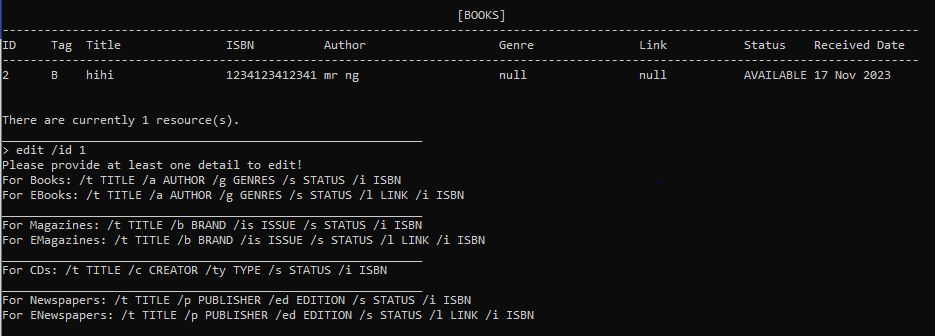 [BOOKS]
------------------------------------------------------------------------------------------------------------------------------------
ID Tag Title ISBN Author Genre Link Status Received Date
------------------------------------------------------------------------------------------------------------------------------------
2 B hihi 1234123412341 mr ng null null AVAILABLE 17 Nov 2023
There are currently 1 resource(s).
____________________________________________________________
> edit /id 1
Please provide at least one detail to edit!
For Books: /t TITLE /a AUTHOR /g GENRES /s STATUS /i ISBN
For EBooks: /t TITLE /a AUTHOR /g GENRES /s STATUS /l LINK /i ISBN
____________________________________________________________
For Magazines: /t TITLE /b BRAND /is ISSUE /s STATUS /i ISBN
For EMagazines: /t TITLE /b BRAND /is ISSUE /s STATUS /l LINK /i ISBN
____________________________________________________________
For CDs: /t TITLE /c CREATOR /ty TYPE /s STATUS /i ISBN
____________________________________________________________
For Newspapers: /t TITLE /p PUBLISHER /ed EDITION /s STATUS /i ISBN
For ENewspapers: /t TITLE /p PUBLISHER /ed EDITION /s STATUS /l LINK /i ISBN